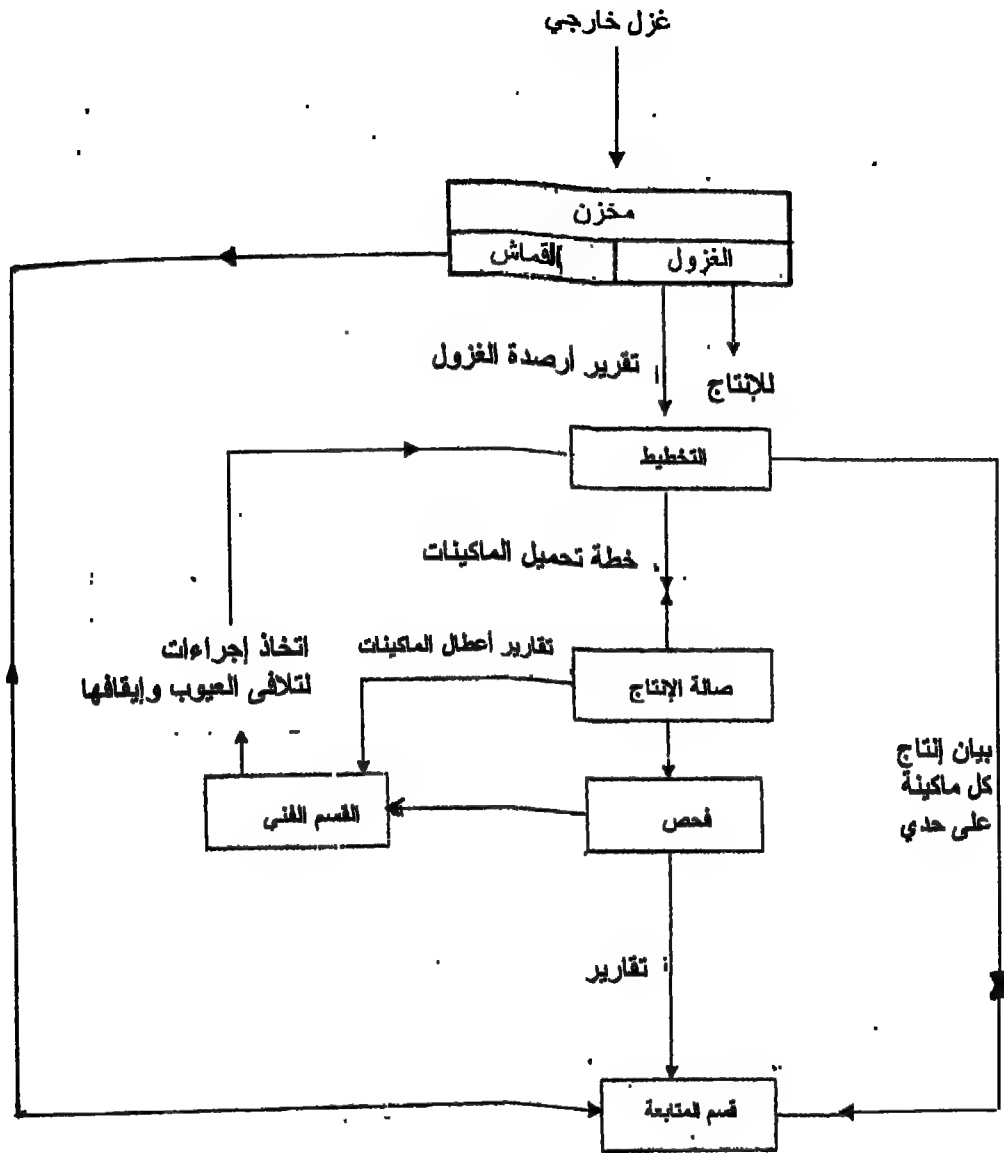 غزل خارجي
مخزن
الغزول
القماش
تقرير أرصدة الغزول
للإنتاج
التخطيط
خطة تحميل الماكينات
تقارير أعطال الماكينات
اتخاذ إجراءات
لتلافى العيوب وإيقافها
صالة الإنتاج
بيان إنتاج
كل ماكينة
على حدي
القسم الفني
فحص
تقارير
قسم المتابعة